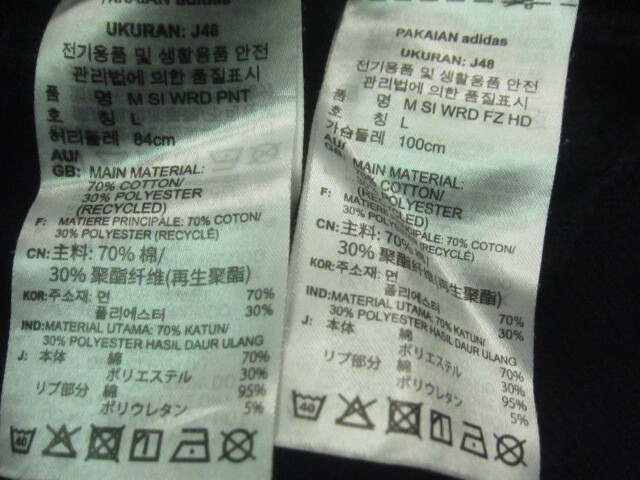 PAKAIAN adidas
UKURAN: J48
전기용품 및 생활용품 안전
관리법에 의한 품질표시
품 명 M SI WRD PNT
호 칭 L
허리둘레 84cm
AU/
GB: MAIN MATERIAL:
70% COTTON/
30% POLYESTER
(RECYCLED)
F: MATIERE PRINCIPALE: 70% COTON/
30% POLYESTER (RECYCLÉ)
CN: 主料: 70% 棉/
30% 聚酯纤维(再生聚酯)
KOR: 주소재: 면 70%
폴리에스터 30%
IND: MATERIAL UTAMA: 70% KATUN/
30% POLYESTER HASIL DAUR ULANG
J: 本体 綿 70%
ポリエステル 30%
リブ部分 綿 95%
ポリウレタン 5%
40
PAKAIAN adidas
UKURAN: J48
전기용품 및 생활용품 안전
관리법에 의한 품질표시
품 명 M SI WRD FZ HD
호 칭 L
가슴둘레 100cm
AU/
GB: MAIN MATERIAL:
COTTON/
POLYESTER
F: PRINCIPALE: 70% COTON/
30% POLYESTER
CN: 主料: 70% 棉/
30% 聚酯纤维(再生聚酯)
KOR: 주소재: 면 70%
폴리에스터 30%
IND: MATERIAL UTAMA: 70% KATUN/
30% POLYESTER HASIL DAUR ULANG
J: 本体 綿 70%
ポリエステル 30%
リブ部分 綿 95%
ポリウレタン 5%
40